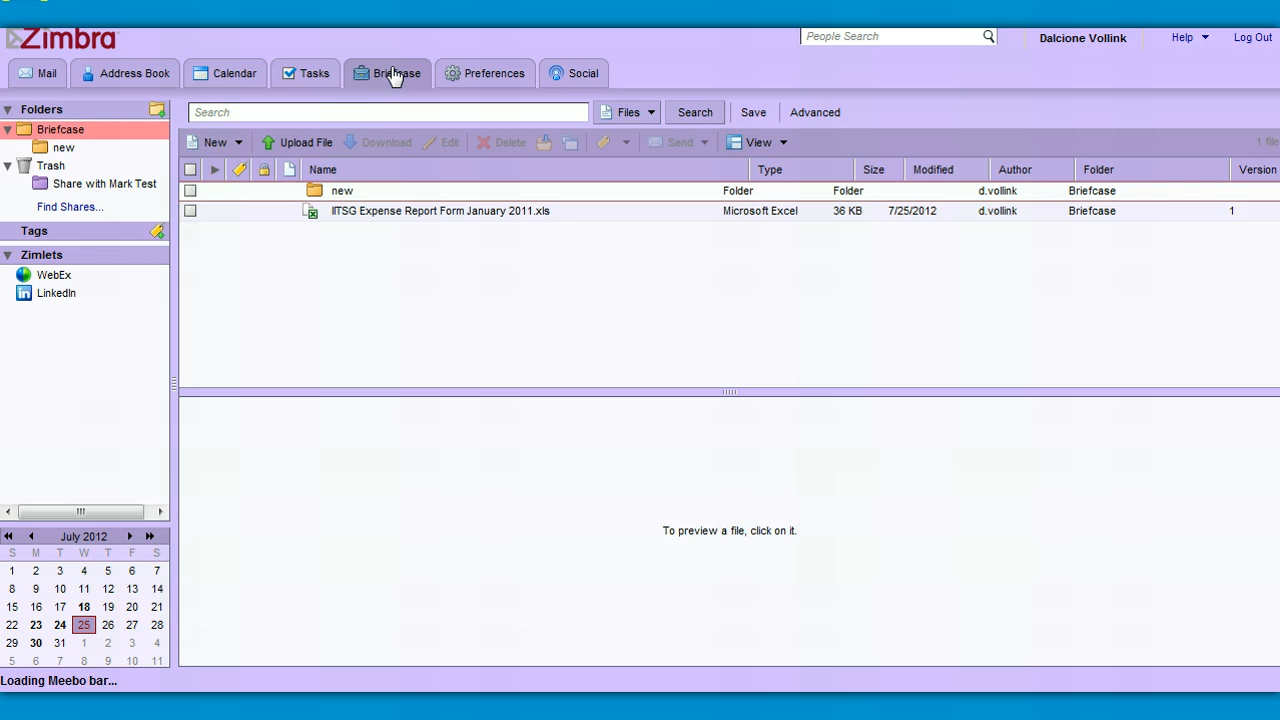 Zimbra
People Search
Dalcione Vollink
Help
Log Out
Mail
Address Book
Calendar
Tasks
Briefcase
Preferences
Social
Folders
Briefcase
new
Trash
Share with Mark Test
Find Shares...
Tags
Zimlets
WebEx
LinkedIn
Search
Files
Search
Save
Advanced
New
Upload File
Download
Edit
Delete
Send
View
1 file
Name Type Size Modified Author Folder Version
new Folder Folder d.vollink Briefcase
IITSG Expense Report Form January 2011.xls Microsoft Excel 36 KB 7/25/2012 d.vollink Briefcase 1
To preview a file, click on it.
July 2012
S M T W T F S
1 2 3 4 5 6 7
8 9 10 11 12 13 14
15 16 17 18 19 20 21
22 23 24 25 26 27 28
29 30 31 1 2 3 4
5 6 7 8 9 10 11
Loading Meebo bar...